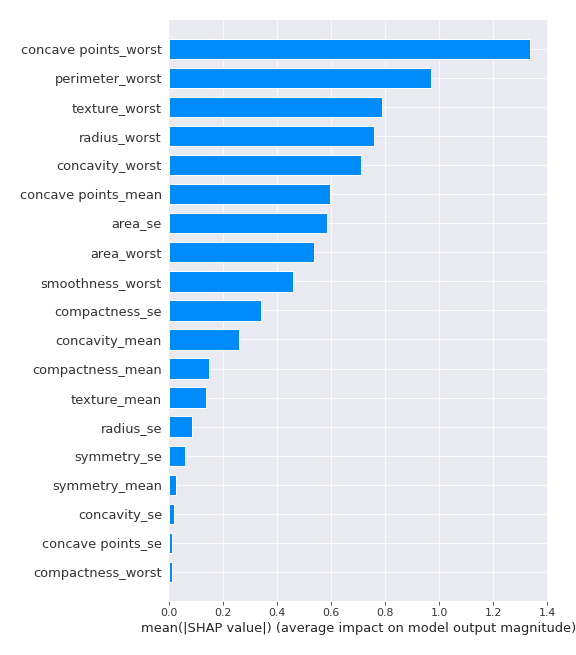 concave points_worst
perimeter_worst
texture_worst
radius_worst
concavity_worst
concave points_mean
area_se
area_worst
smoothness_worst
compactness_se
concavity_mean
compactness_mean
texture_mean
radius_se
symmetry_se
symmetry_mean
concavity_se
concave points_se
compactness_worst
0.0 0.2 0.4 0.6 0.8 1.0 1.2 1.4
mean(|SHAP value|) (average impact on model output magnitude)